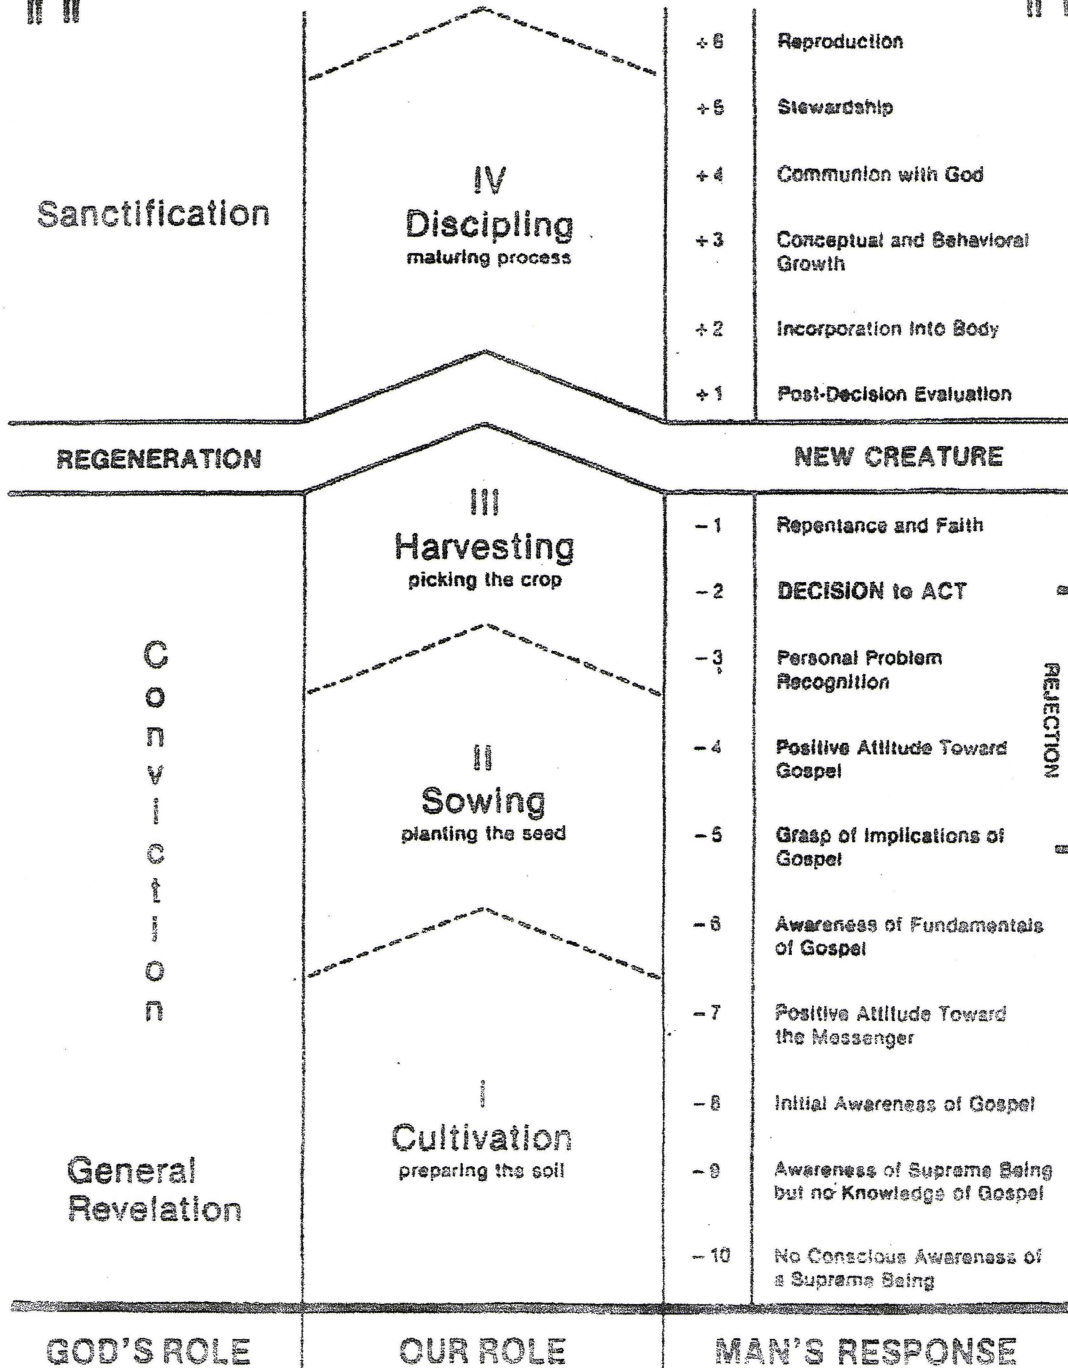 +6 Reproduction
+5 Stewardship
+4 Communion with God
Sanctification
IV
Discipling
maturing process
+3 Conceptual and Behavioral
Growth
+2 Incorporation Into Body
+1 Post-Decision Evaluation
REGENERATION
NEW CREATURE
III
Harvesting
picking the crop
-1 Repentance and Faith
-2 DECISION to ACT
-3 Personal Problem
Recognition
REJECTION
Conviction
II
Sowing
planting the seed
-4 Positive Attitude Toward
Gospel
-5 Grasp of Implications of
Gospel
-6 Awareness of Fundamentals
of Gospel
-7 Positive Attitude Toward
the Messenger
I
Cultivation
preparing the soil
-8 Initial Awareness of Gospel
General
Revelation
-9 Awareness of Supreme Being
but no Knowledge of Gospel
-10 No Conscious Awareness of
a Supreme Being
GOD'S ROLE
OUR ROLE
MAN'S RESPONSE